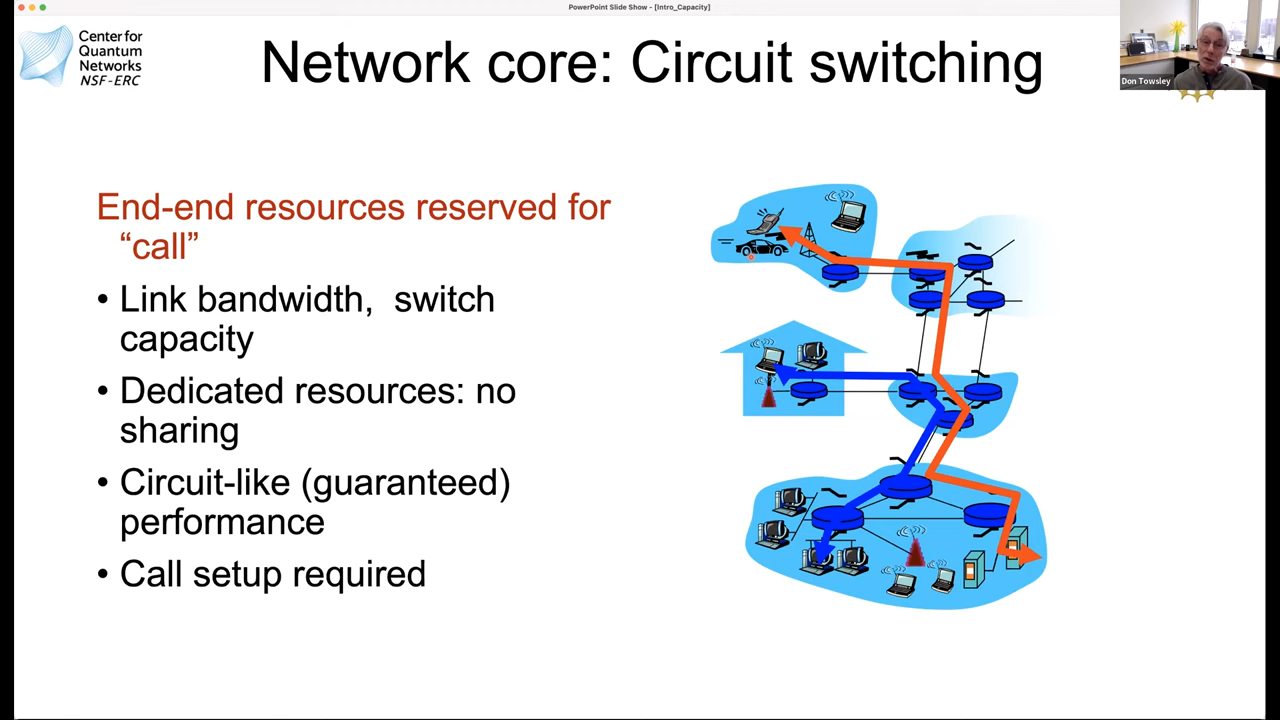 PowerPoint Slide Show - [Intro_Capacity]
Center for
Quantum
Networks
NSF-ERC
Network core: Circuit switching
Don Towsley
End-end resources reserved for
“call”
• Link bandwidth,  switch
capacity
• Dedicated resources: no
sharing
• Circuit-like (guaranteed)
performance
• Call setup required